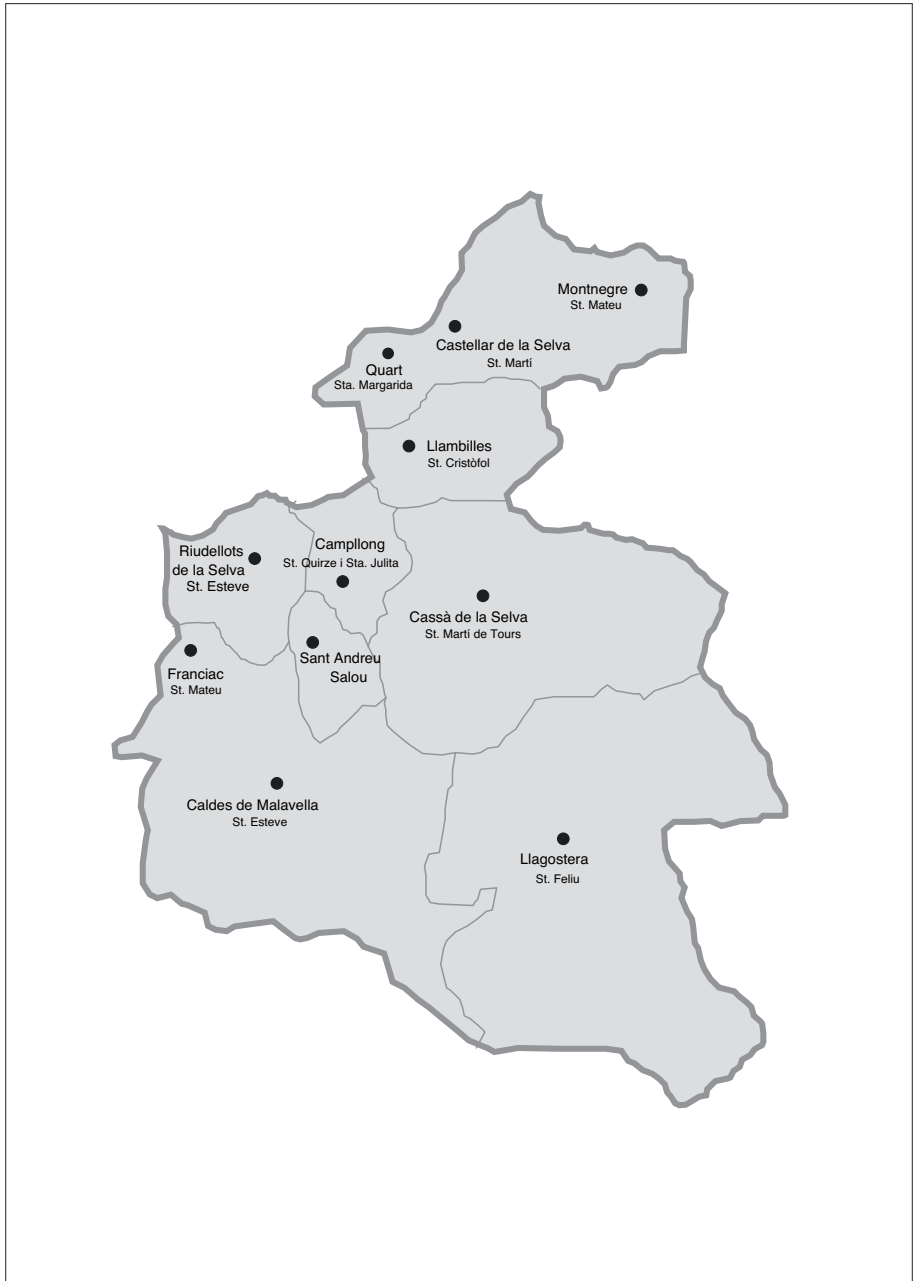 Montnegre
St. Mateu
Castellar de la Selva
St. Martí
Quart
Sta. Margarida
Llambilles
St. Cristòfol
Campllong
St. Quirze i Sta. Julita
Riudellots
de la Selva
St. Esteve
Cassà de la Selva
St. Martí de Tours
Sant Andreu
Salou
Franciac
St. Mateu
Caldes de Malavella
St. Esteve
Llagostera
St. Feliu